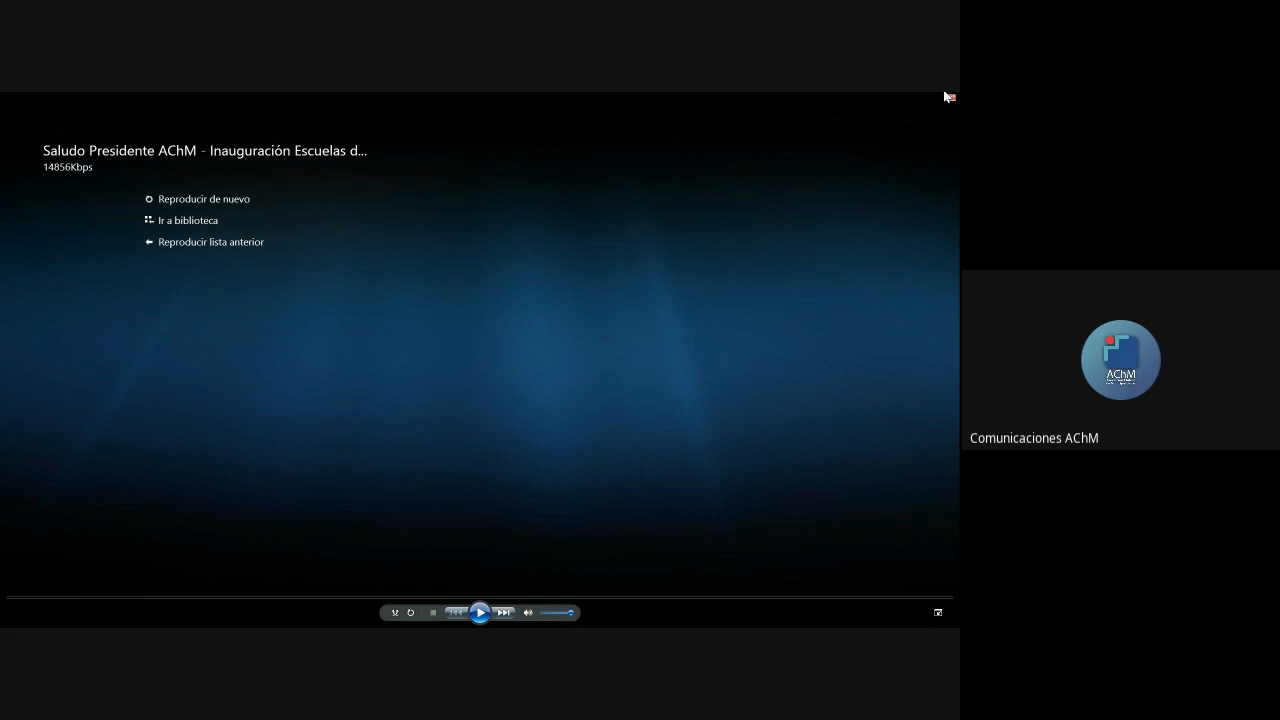 Saludo Presidente AChM - Inauguración Escuelas d...
14856Kbps
Reproducir de nuevo
Ir a biblioteca
Reproducir lista anterior
AChM
Comunicaciones AChM